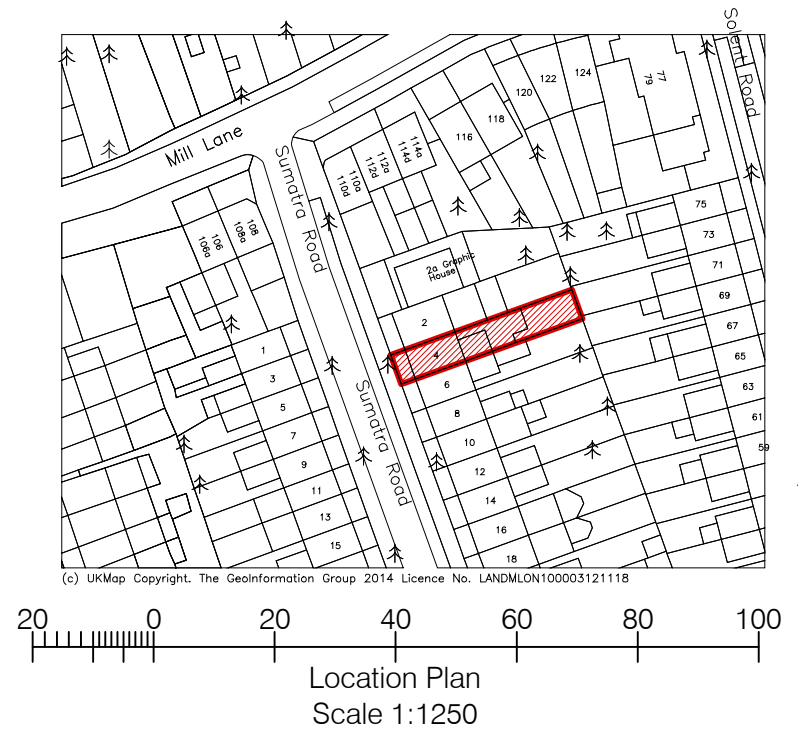 Solent Road
124
122
120
77
79
118
116
Mill Lane
114a
114d
112a
112d
110a
110d
Sumatra Road
108
108a
106
106a
75
73
71
69
67
65
63
61
59
2a Graphic
House
2
4
6
8
10
12
14
16
18
1
3
5
7
9
11
13
15
Sumatra Road
(c) UKMap Copyright. The GeoInformation Group 2014 Licence No. LANDMLON100003121118
20 0 20 40 60 80 100
Location Plan
Scale 1:1250